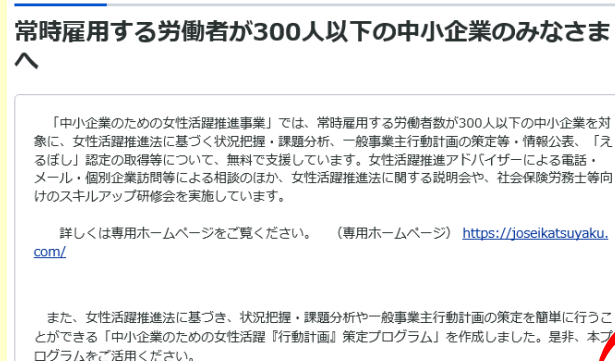 常時雇用する労働者が300人以下の中小企業のみなさま
へ
「中小企業のための女性活躍推進事業」では、常時雇用する労働者数が300人以下の中小企業を対
象に、女性活躍推進法に基づく状況把握・課題分析、一般事業主行動計画の策定等・情報公表、「え
るぼし」認定の取得等について、無料で支援しています。女性活躍推進アドバイザーによる電話・
メール・個別企業訪問等による相談のほか、女性活躍推進法に関する説明会や、社会保険労務士等向
けのスキルアップ研修会を実施しています。
詳しくは専用ホームページをご覧ください。 （専用ホームページ） https://joseikatsuyaku.
com/
また、女性活躍推進法に基づき、状況把握・課題分析や一般事業主行動計画の策定を簡単に行うこ
とができる「中小企業のための女性活躍『行動計画』策定プログラム」を作成しました。是非、本プ
ログラムをご活用ください。